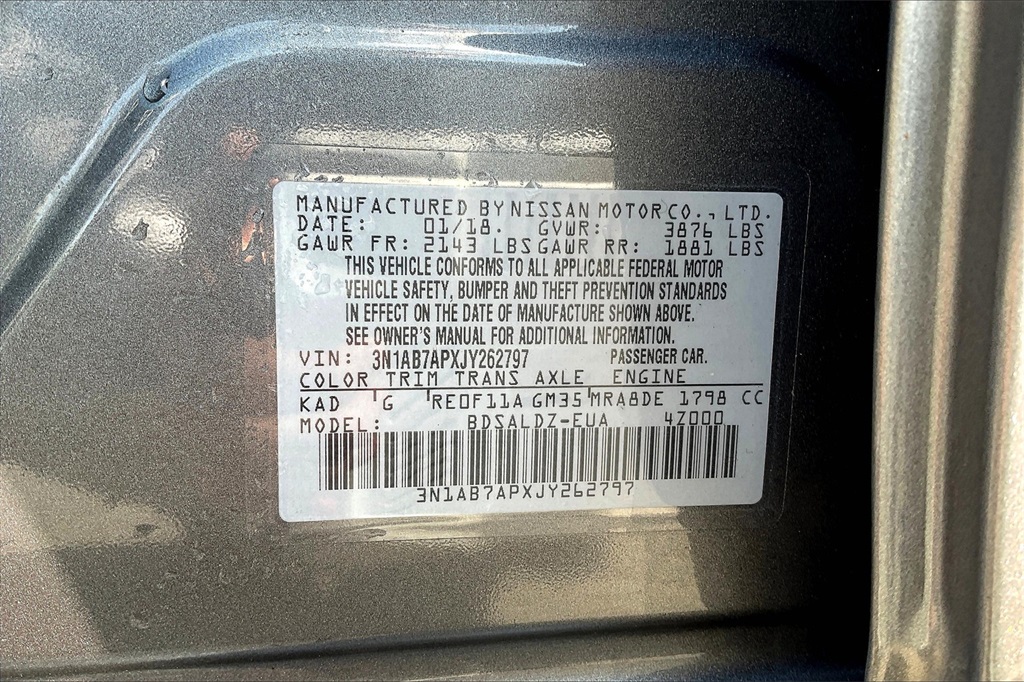 MANUFACTURED BY NISSAN MOTOR CO., LTD.
DATE: 01/18. GVWR: 3876 LBS
GAWR FR: 2143 LBS GAWR RR: 1881 LBS
THIS VEHICLE CONFORMS TO ALL APPLICABLE FEDERAL MOTOR
VEHICLE SAFETY, BUMPER AND THEFT PREVENTION STANDARDS
IN EFFECT ON THE DATE OF MANUFACTURE SHOWN ABOVE.
SEE OWNER'S MANUAL FOR ADDITIONAL INFORMATION.
VIN: 3N1AB7APXJY262797 PASSENGER CAR.
COLOR TRIM TRANS AXLE ENGINE
KAD 'G 'RE0F11A GM35 'MRA8DE 1798 CC
MODEL: BDSALDZ-EUA 4Z000
3N1AB7APXJY262797